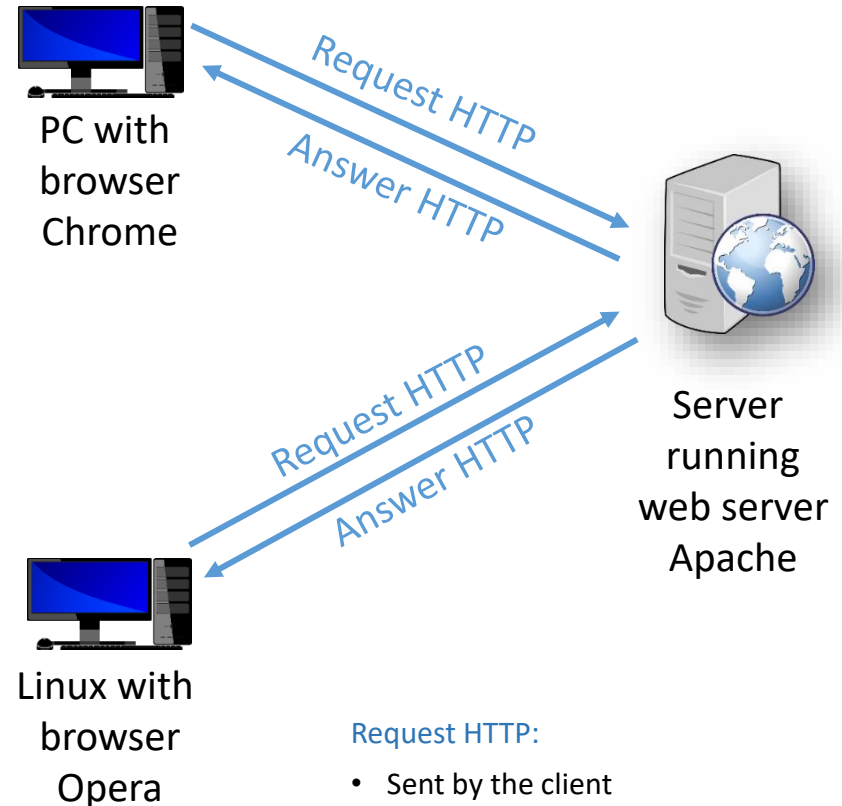 Request HTTP
Answer HTTP
PC with
browser
Chrome
Server
running
web server
Apache
Request HTTP
Answer HTTP
Linux with
browser
Opera
Request HTTP:
• Sent by the client